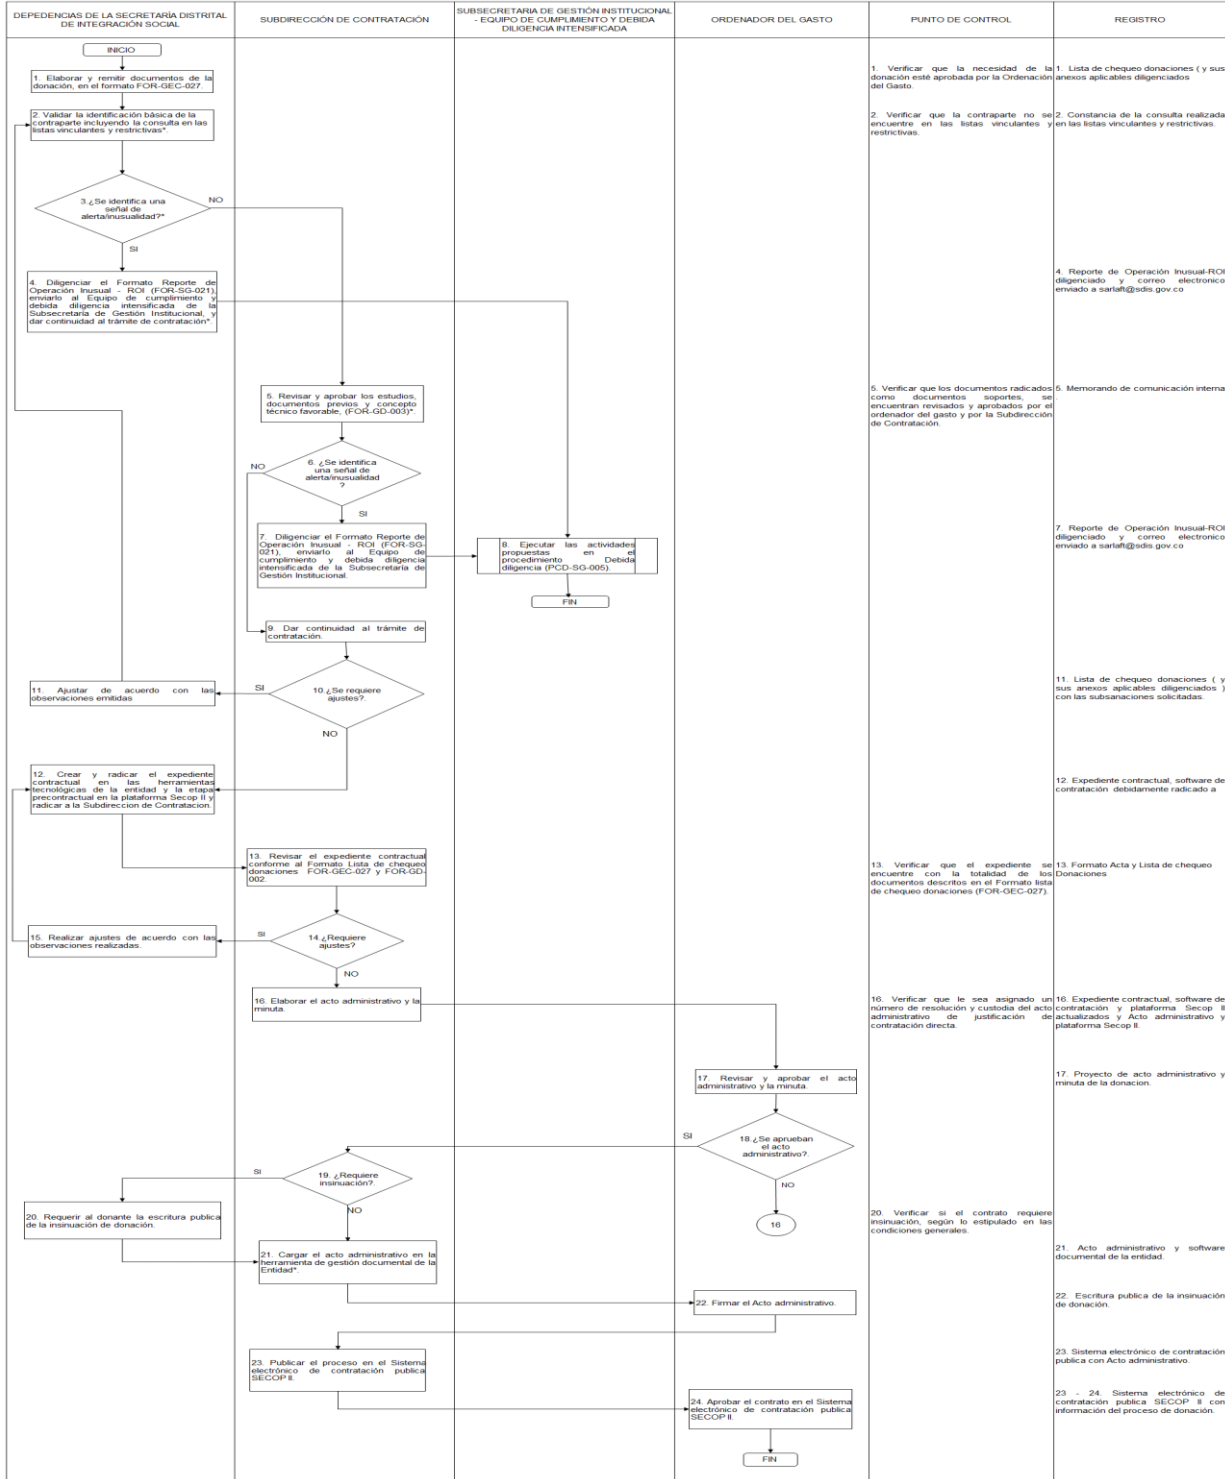 DEPEDENCIAS DE LA SECRETARÍA DISTRITAL
DE INTEGRACIÓN SOCIAL
SUBDIRECCIÓN DE CONTRATACIÓN
SUBSECRETARIA DE GESTIÓN INSTITUCIONAL
- EQUIPO DE CUMPLIMIENTO Y DEBIDA
DILIGENCIA INTENSIFICADA
ORDENADOR DEL GASTO
PUNTO DE CONTROL
REGISTRO
INICIO
1. Elaborar y remitir documentos de la
donación, en el formato FOR-GEC-027.
1. Verificar que la necesidad de la
donación esté aprobada por la Ordenación
del Gasto.
1. Lista de chequeo donaciones ( y sus
anexos aplicables diligenciados
2. Validar la identificación básica de la
contraparte incluyendo la consulta en las
listas vinculantes y restrictivas*.
2. Verificar que la contraparte no se
encuentre en las listas vinculantes y
restrictivas.
2. Constancia de la consulta realizada
en las listas vinculantes y restrictivas.
3.¿Se identifica una
señal de
alerta/inusualidad?*
NO
SI
4. Diligenciar el Formato Reporte de
Operación Inusual - ROI (FOR-SG-021),
enviarlo al Equipo de cumplimiento y
debida diligencia intensificada de la
Subsecretaría de Gestión Institucional, y
dar continuidad al trámite de contratación*.
4. Reporte de Operación Inusual-ROI
diligenciado y correo electronico
enviado a sarlaft@sdis.gov.co
5. Revisar y aprobar los estudios,
documentos previos y concepto
técnico favorable, (FOR-GD-003)*.
5. Verificar que los documentos radicados
como documentos soportes, se
encuentran revisados y aprobados por el
ordenador del gasto y por la Subdirección
de Contratación.
5. Memorando de comunicación interna
.
6. ¿Se identifica
una señal de
alerta/inusualidad
?
NO
SI
7. Diligenciar el Formato Reporte de
Operación Inusual - ROI (FOR-SG-
021), enviarlo al Equipo de
cumplimiento y debida diligencia
intensificada de la Subsecretaría de
Gestión Institucional.
8. Ejecutar las actividades
propuestas en el
procedimiento Debida
diligencia (PCD-SG-005).
7. Reporte de Operación Inusual-ROI
diligenciado y correo electronico
enviado a sarlaft@sdis.gov.co
FIN
9. Dar continuidad al trámite de
contratación.
10.¿Se requiere
ajustes?.
SI
NO
11. Ajustar de acuerdo con las
observaciones emitidas
11. Lista de chequeo donaciones ( y
sus anexos aplicables diligenciados )
con las subsanaciones solicitadas.
12. Crear y radicar el expediente
contractual en las herramientas
tecnológicas de la entidad y la etapa
precontractual en la plataforma Secop II y
radicar a la Subdireccion de Contratacion.
12. Expediente contractual, software de
contratación debidamente radicado a
13. Revisar el expediente contractual
conforme al Formato Lista de chequeo
donaciones FOR-GEC-027 y FOR-GD-
002.
13. Verificar que el expediente se
encuentre con la totalidad de los
documentos descritos en el Formato lista
de chequeo donaciones (FOR-GEC-027).
13. Formato Acta y Lista de chequeo
Donaciones
14.¿Requiere
ajustes?
SI
NO
15. Realizar ajustes de acuerdo con las
observaciones realizadas.
16. Elaborar el acto administrativo y la
minuta.
16. Verificar que le sea asignado un
número de resolución y custodia del acto
administrativo de justificación de
contratación directa.
16. Expediente contractual, software de
contratación y plataforma Secop II
actualizados y Acto administrativo y
plataforma Secop II.
17. Revisar y aprobar el acto
administrativo y la minuta.
17. Proyecto de acto administrativo y
minuta de la donacion.
18.¿Se aprueban
el acto
administrativo?.
SI
NO
16
19. ¿Requiere
insinuación?.
SI
NO
20. Requerir al donante la escritura publica
de la insinuación de donación.
20. Verificar si el contrato requiere
insinuación, según lo estipulado en las
condiciones generales.
21. Cargar el acto administrativo en la
herramienta de gestión documental de la
Entidad*.
21. Acto administrativo y software
documental de la entidad.
22. Firmar el Acto administrativo.
22. Escritura publica de la insinuación
de donación.
23. Publicar el proceso en el Sistema
electrónico de contratación publica
SECOP II.
23. Sistema electrónico de contratación
publica con Acto administrativo.
24. Aprobar el contrato en el Sistema
electrónico de contratación publica
SECOP II.
23 - 24. Sistema electrónico de
contratación publica SECOP II con
información del proceso de donación.
FIN